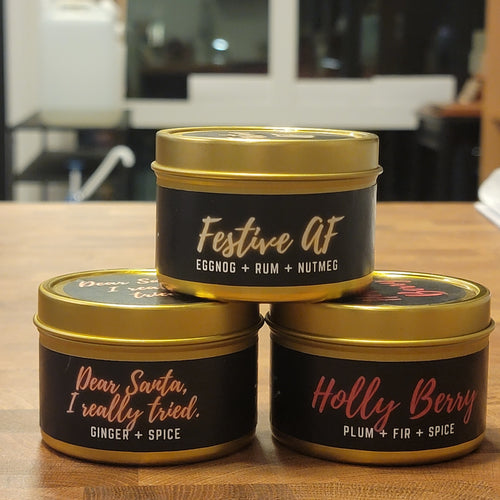 Festive AF
EGGNOG + RUM + NUTMEG
Dear Santa,
I really tried.
GINGER + SPICE
Holly Berry
PLUM + FIR + SPICE